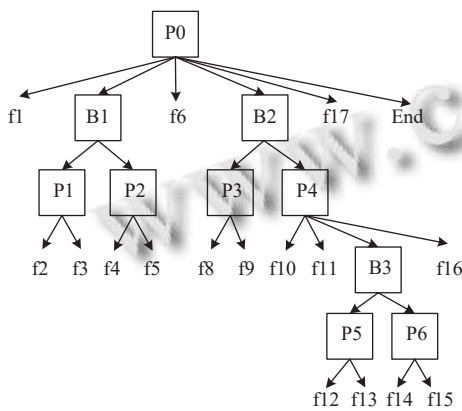 P0
f1 B1 f6 B2 f17 End
P1 P2 P3 P4
f2 f3 f4 f5 f8 f9 f10 f11 B3 f16
P5 P6
f12 f13 f14 f15
www.c